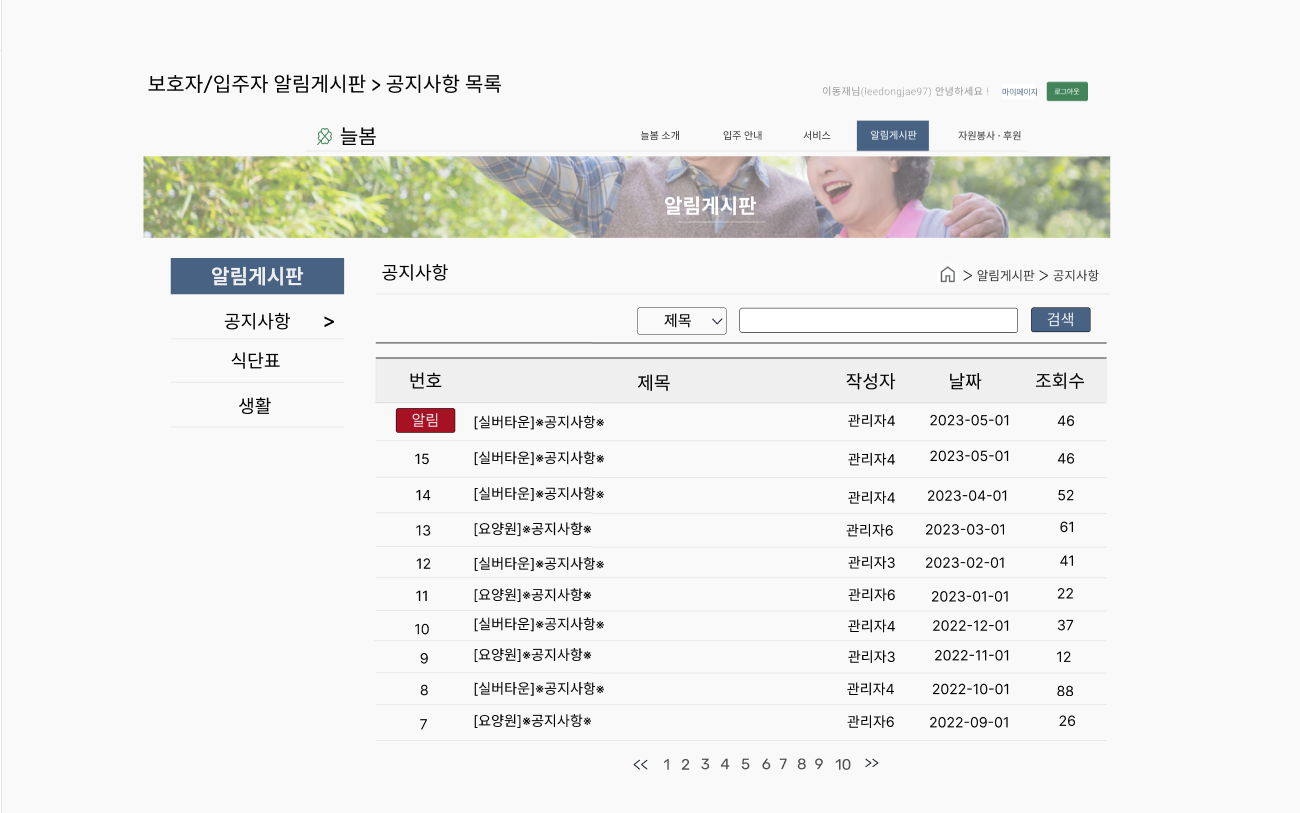 보호자/입주자 알림게시판 > 공지사항 목록
이동재님(leedongjae97) 안녕하세요 ! 마이페이지 로그아웃
늘봄 늘봄 소개 입주 안내 서비스 알림게시판 자원봉사 · 후원
알림게시판
알림게시판
공지사항 >
식단표
생활
공지사항
> 알림게시판 > 공지사항
제목 검색
번호 제목 작성자 날짜 조회수
알림 [실버타운]※공지사항※ 관리자4 2023-05-01 46
15 [실버타운]※공지사항※ 관리자4 2023-05-01 46
14 [실버타운]※공지사항※ 관리자4 2023-04-01 52
13 [요양원]※공지사항※ 관리자6 2023-03-01 61
12 [실버타운]※공지사항※ 관리자3 2023-02-01 41
11 [요양원]※공지사항※ 관리자6 2023-01-01 22
10 [실버타운]※공지사항※ 관리자4 2022-12-01 37
9 [요양원]※공지사항※ 관리자3 2022-11-01 12
8 [실버타운]※공지사항※ 관리자4 2022-10-01 88
7 [요양원]※공지사항※ 관리자6 2022-09-01 26
<< 1 2 3 4 5 6 7 8 9 10 >>